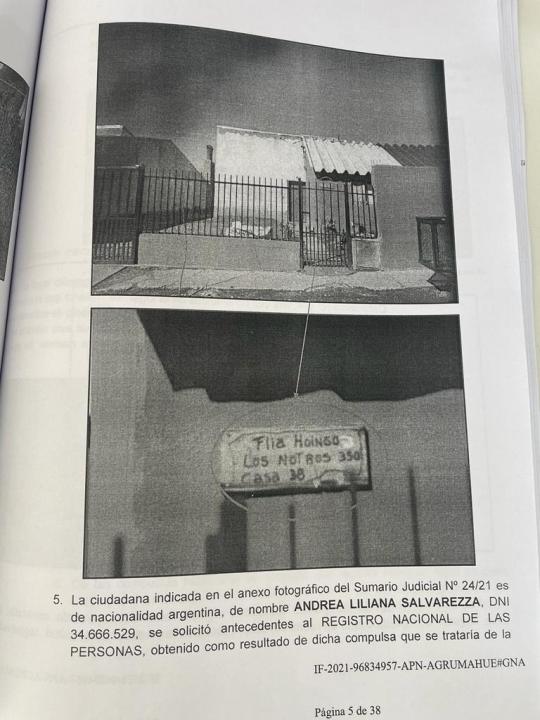 Flia HOINGO
LOS NOTROS 350
Casa 38
5. La ciudadana indicada en el anexo fotográfico del Sumario Judicial Nº 24/21 es
de nacionalidad argentina, de nombre ANDREA LILIANA SALVAREZZA, DNI
34.666.529, se solicitó antecedentes al REGISTRO NACIONAL DE LAS
PERSONAS, obtenido como resultado de dicha compulsa que se trataría de la
IF-2021-96834957-APN-AGRUMAHUE#GNA
Página 5 de 38